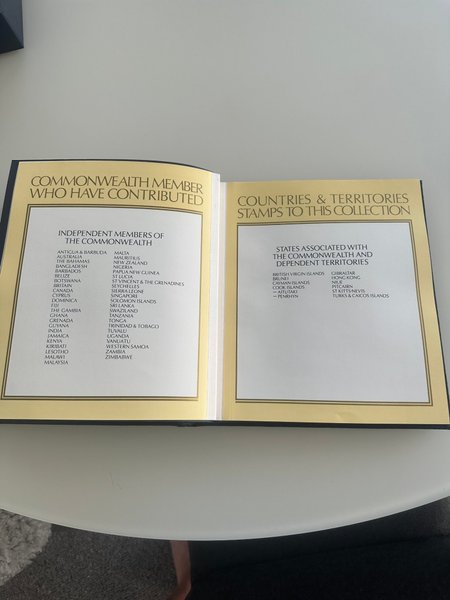 COMMONWEALTH MEMBER
WHO HAVE CONTRIBUTED
INDEPENDENT MEMBERS OF
THE COMMONWEALTH
ANTIGUA & BARBUDA
AUSTRALIA
THE BAHAMAS
BANGLADESH
BARBADOS
BELIZE
BOTSWANA
BRITAIN
CANADA
CYPRUS
DOMINICA
FIJI
THE GAMBIA
GHANA
GRENADA
GUYANA
INDIA
JAMAICA
KENYA
KIRIBATI
LESOTHO
MALAWI
MALAYSIA
MALTA
MAURITIUS
NEW ZEALAND
NIGERIA
PAPUA NEW GUINEA
ST LUCIA
ST VINCENT & THE GRENADINES
SEYCHELLES
SIERRA LEONE
SINGAPORE
SOLOMON ISLANDS
SRI LANKA
SWAZILAND
TANZANIA
TONGA
TRINIDAD & TOBAGO
TUVALU
UGANDA
VANUATU
WESTERN SAMOA
ZAMBIA
ZIMBABWE
COUNTRIES & TERRITORIES
STAMPS TO THIS COLLECTION
STATES ASSOCIATED WITH
THE COMMONWEALTH AND
DEPENDENT TERRITORIES
BRITISH VIRGIN ISLANDS
BRUNEI
CAYMAN ISLANDS
COOK ISLANDS
— AITUTAKI
— PENRHYN
GIBRALTAR
HONG KONG
NIUE
PITCAIRN
ST KITTS-NEVIS
TURKS & CAICOS ISLANDS